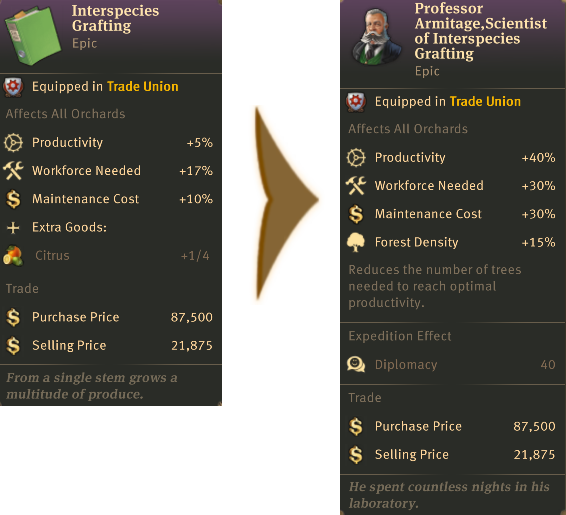 Interspecies
Grafting
Epic
Equipped in Trade Union
Affects All Orchards
Productivity +5%
Workforce Needed +17%
Maintenance Cost +10%
Extra Goods:
Citrus +1/4
Trade
Purchase Price 87,500
Selling Price 21,875
From a single stem grows a
multitude of produce.
Professor
Armitage,Scientist
of Interspecies
Grafting
Epic
Equipped in Trade Union
Affects All Orchards
Productivity +40%
Workforce Needed +30%
Maintenance Cost +30%
Forest Density +15%
Reduces the number of trees
needed to reach optimal
productivity.
Expedition Effect
Diplomacy 40
Trade
Purchase Price 87,500
Selling Price 21,875
He spent countless nights in his
laboratory.